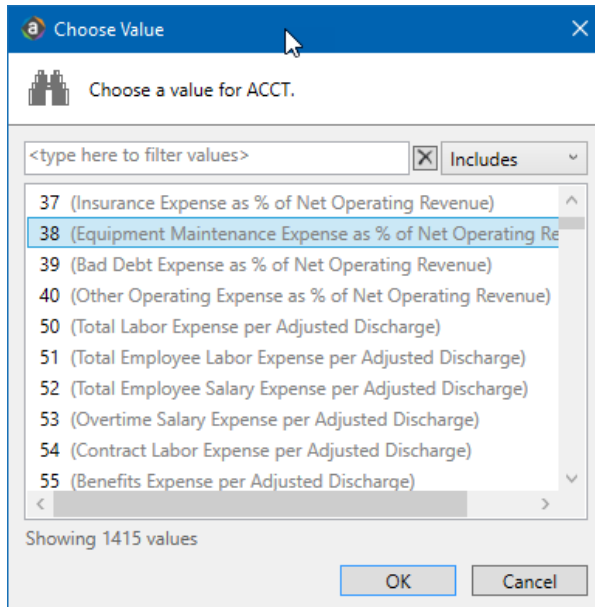 Choose Value
Choose a value for ACCT.
<type here to filter values>
Includes
37 (Insurance Expense as % of Net Operating Revenue)
38 (Equipment Maintenance Expense as % of Net Operating Re
39 (Bad Debt Expense as % of Net Operating Revenue)
40 (Other Operating Expense as % of Net Operating Revenue)
50 (Total Labor Expense per Adjusted Discharge)
51 (Total Employee Labor Expense per Adjusted Discharge)
52 (Total Employee Salary Expense per Adjusted Discharge)
53 (Overtime Salary Expense per Adjusted Discharge)
54 (Contract Labor Expense per Adjusted Discharge)
55 (Benefits Expense per Adjusted Discharge)
Showing 1415 values
OK Cancel